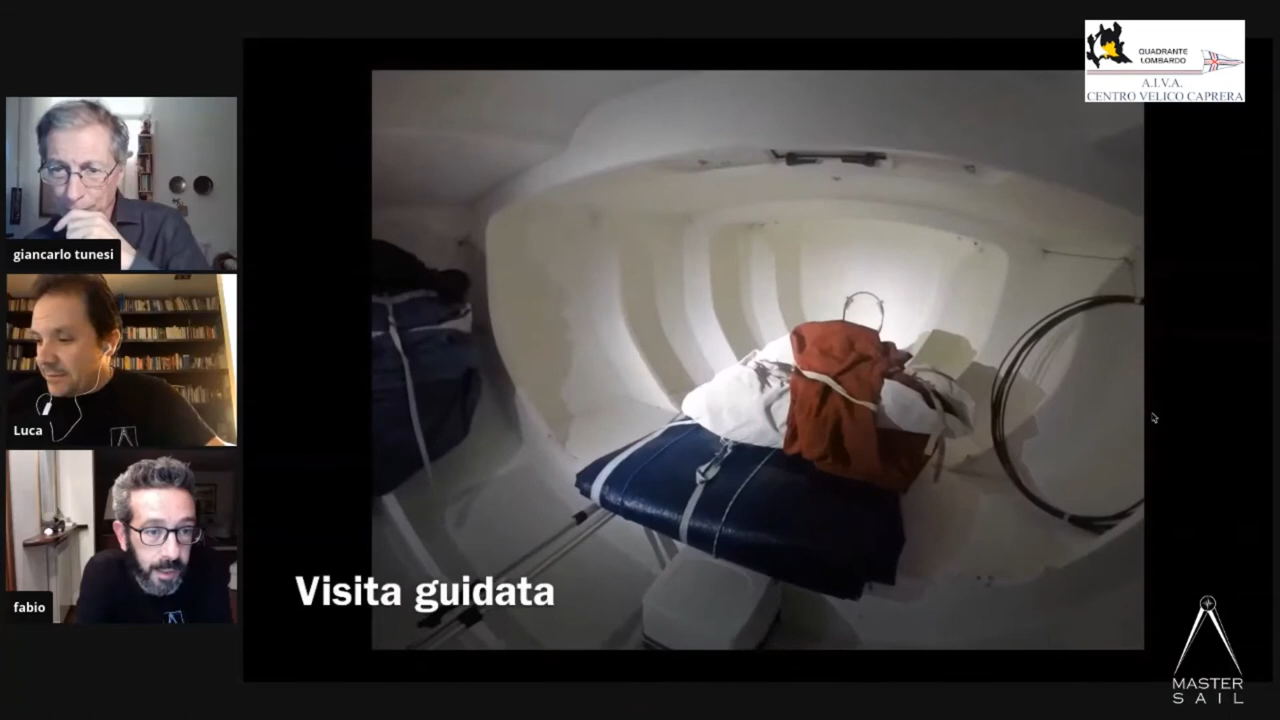 QUADRANTE
LOMBARDO
A.I.V.A.
CENTRO VELICO CAPRERA
giancarlo tunesi
Luca
fabio
Visita guidata
MASTER
SAIL